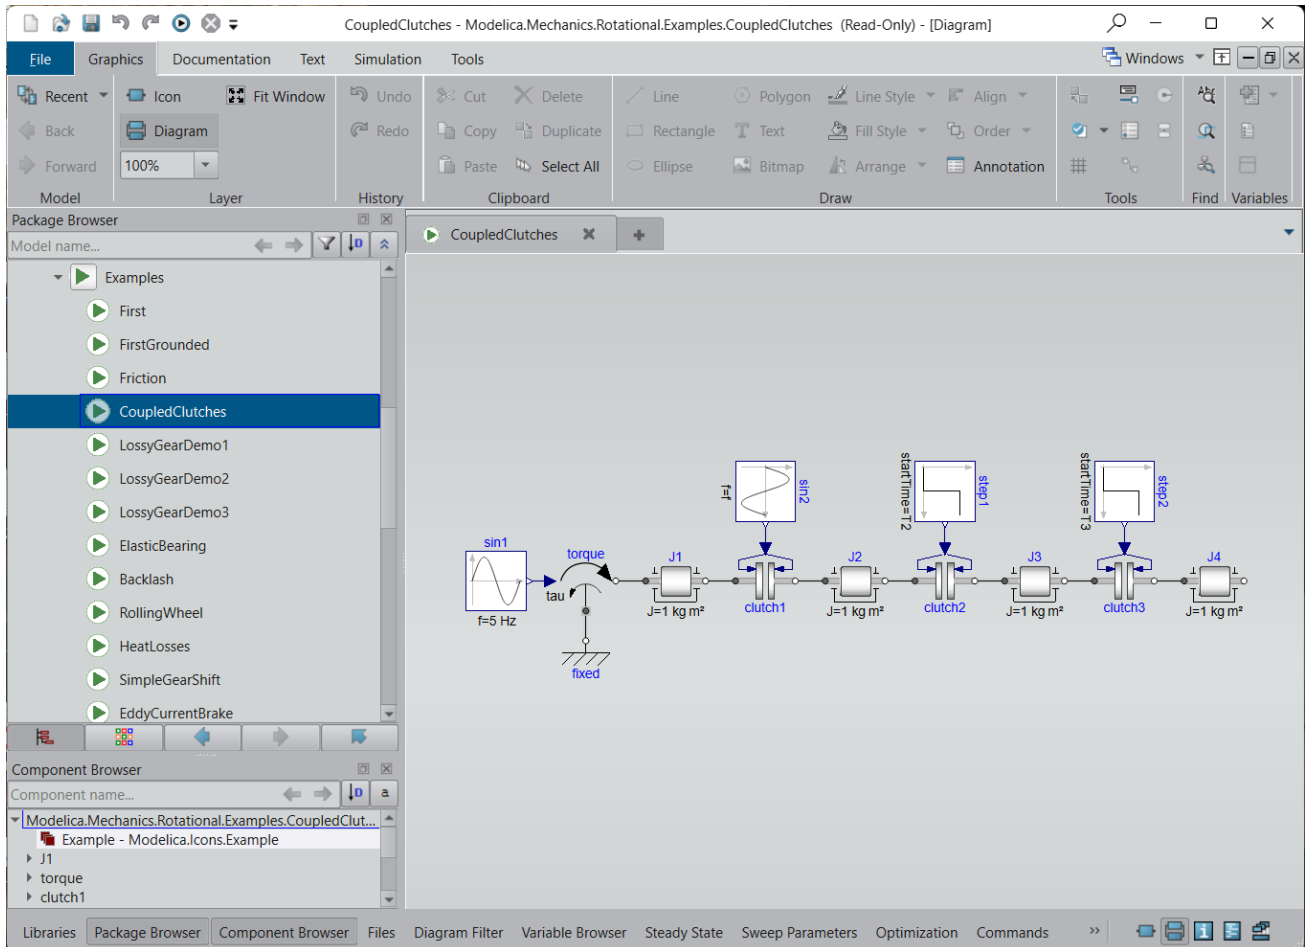 CoupledClutches - Modelica.Mechanics.Rotational.Examples.CoupledClutches (Read-Only) - [Diagram]
File Graphics Documentation Text Simulation Tools Windows
Recent Icon Fit Window Undo Cut Delete Line Polygon Line Style Align
Back Diagram Redo Copy Duplicate Rectangle Text Fill Style Order
Forward 100% Paste Select All Ellipse Bitmap Arrange Annotation
Model Layer History Clipboard Draw Tools Find Variables
Package Browser
Model name...
CoupledClutches
Examples
First
FirstGrounded
Friction
CoupledClutches
LossyGearDemo1
LossyGearDemo2
LossyGearDemo3
ElasticBearing
Backlash
RollingWheel
HeatLosses
SimpleGearShift
EddyCurrentBrake
f=f
sin2
startTime=T2
step1
startTime=T3
step2
sin1
f=5 Hz
torque
tau
fixed
J1
J=1 kg m²
clutch1
J2
J=1 kg m²
clutch2
J3
J=1 kg m²
clutch3
J4
J=1 kg m²
Component Browser
Component name...
a
Modelica.Mechanics.Rotational.Examples.CoupledClut...
Example - Modelica.Icons.Example
J1
torque
clutch1
Libraries Package Browser Component Browser Files Diagram Filter Variable Browser Steady State Sweep Parameters Optimization Commands